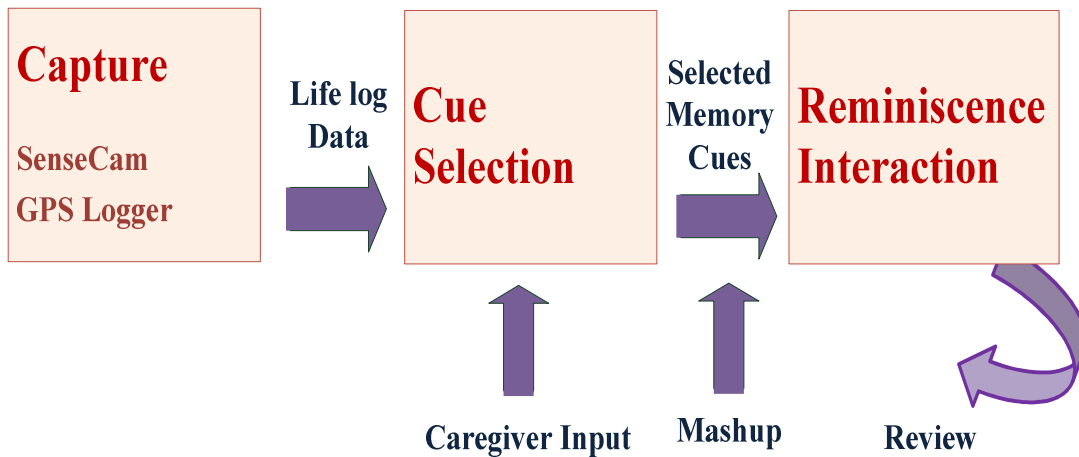 Capture
SenseCam
GPS Logger
Life log
Data
Cue
Selection
Selected
Memory
Cues
Reminiscence
Interaction
Caregiver Input
Mashup
Review